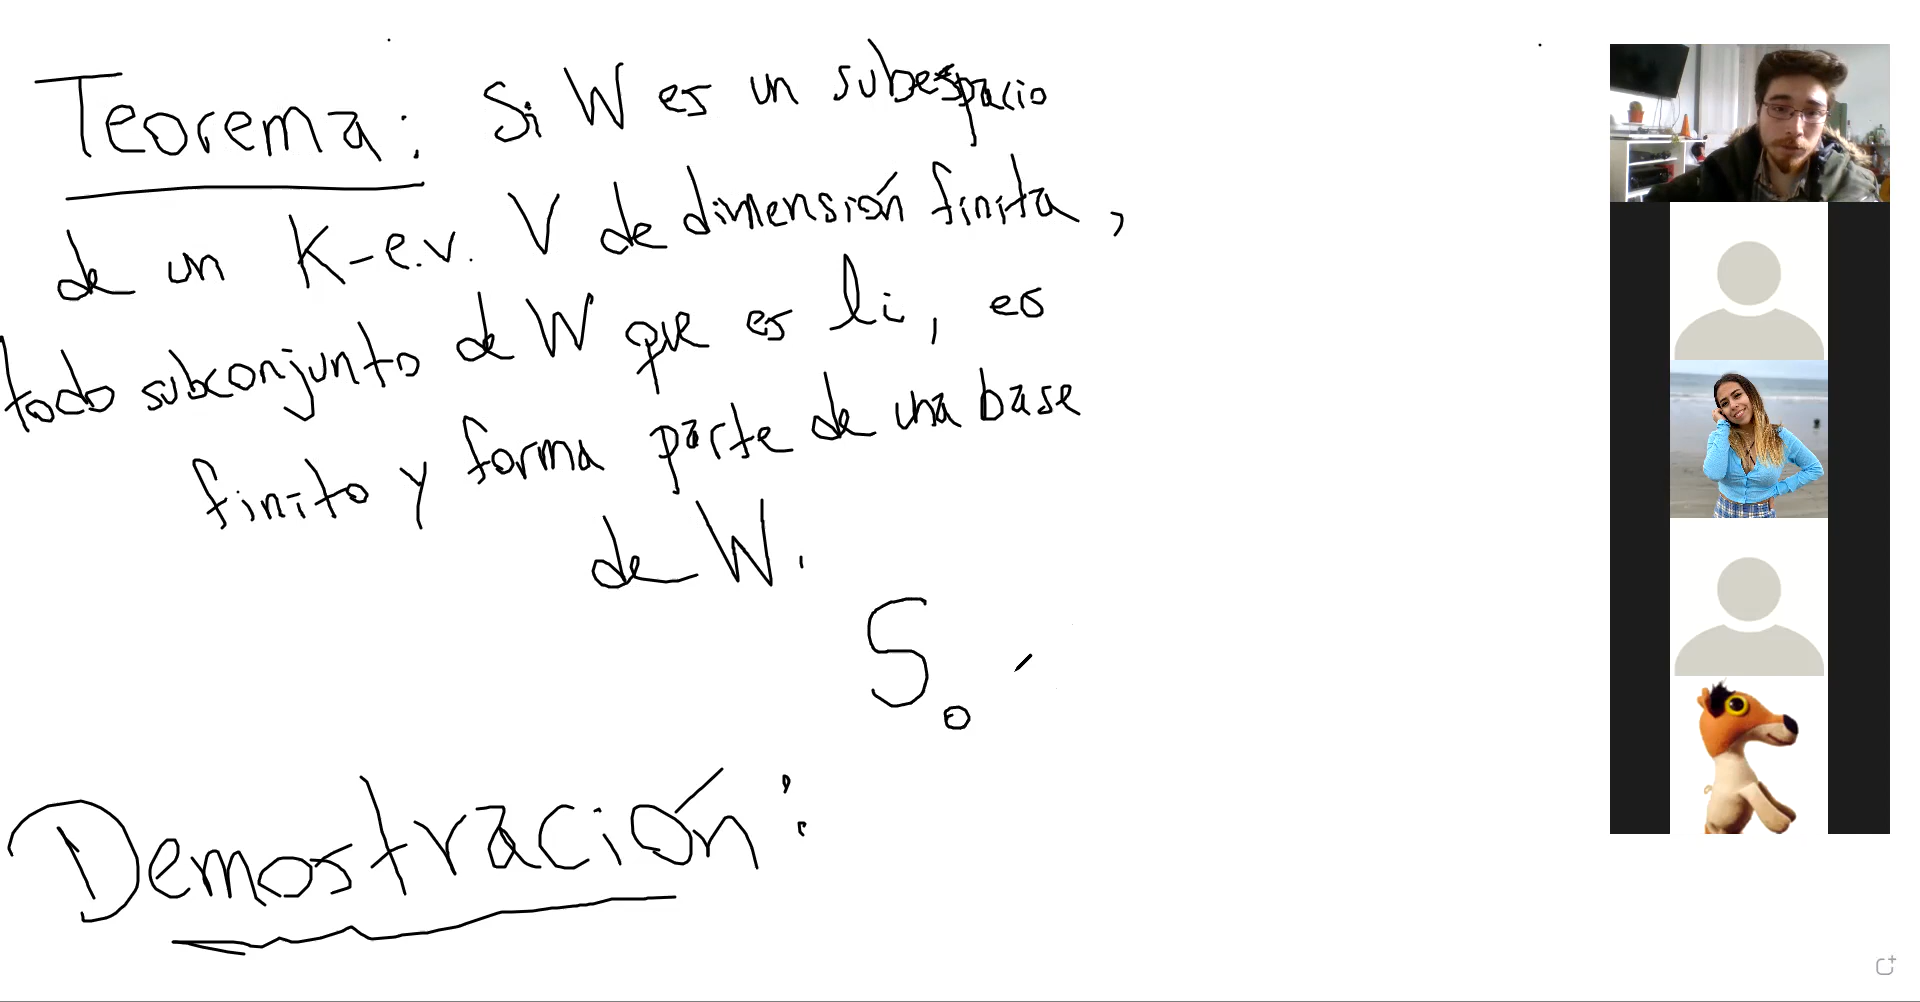 Teorema: Si W es un subespacio
de un K-e.v. V de dimensión finita,
todo subconjunto de W que es li, es
finito y forma parte de una base
de W.
S₀
Demostración: